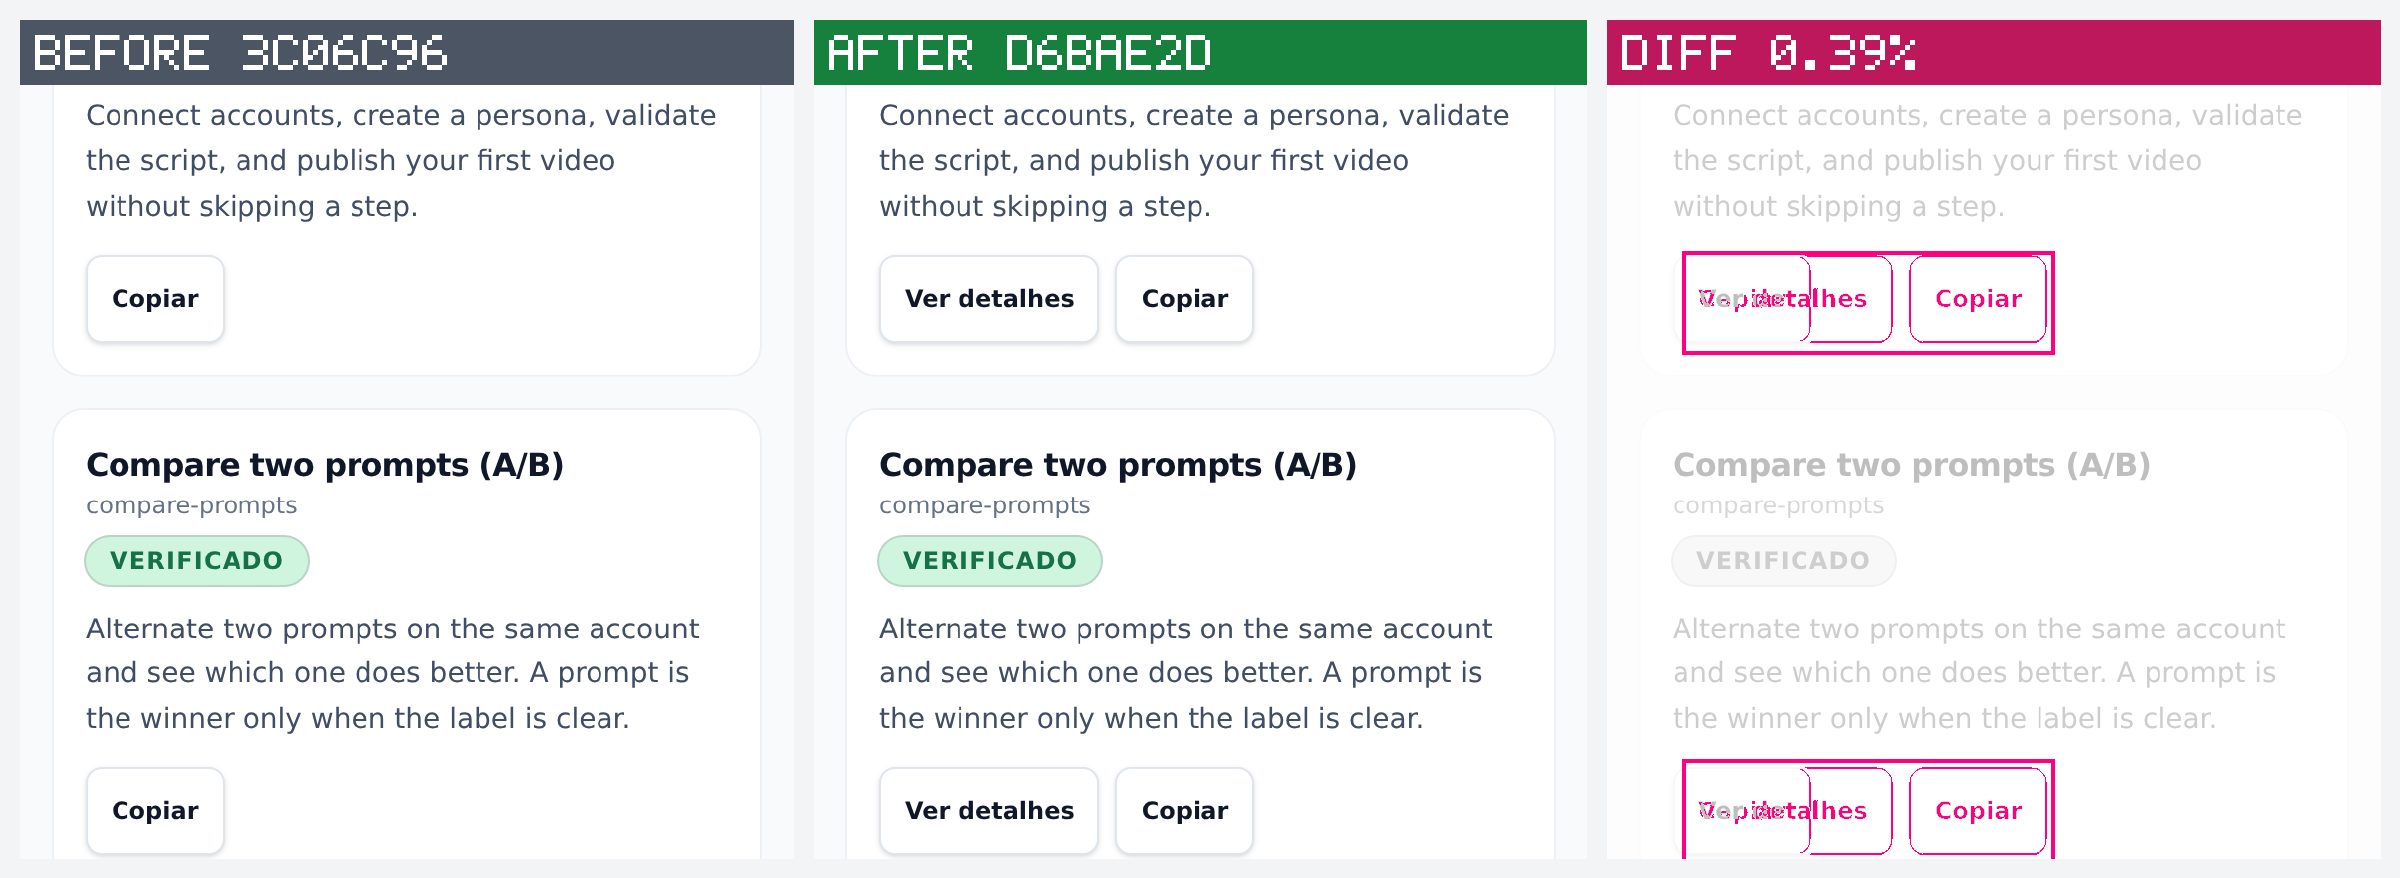 BEFORE 3C06C96
Connect accounts, create a persona, validate
the script, and publish your first video
without skipping a step.
Copiar
Compare two prompts (A/B)
compare-prompts
VERIFICADO
Alternate two prompts on the same account
and see which one does better. A prompt is
the winner only when the label is clear.
Copiar
AFTER D6BAE2D
Connect accounts, create a persona, validate
the script, and publish your first video
without skipping a step.
Ver detalhes Copiar
Compare two prompts (A/B)
compare-prompts
VERIFICADO
Alternate two prompts on the same account
and see which one does better. A prompt is
the winner only when the label is clear.
Ver detalhes Copiar
DIFF 0.39%
Connect accounts, create a persona, validate
the script, and publish your first video
without skipping a step.
Ver detalhes Copiar
Compare two prompts (A/B)
compare-prompts
VERIFICADO
Alternate two prompts on the same account
and see which one does better. A prompt is
the winner only when the label is clear.
Ver detalhes Copiar